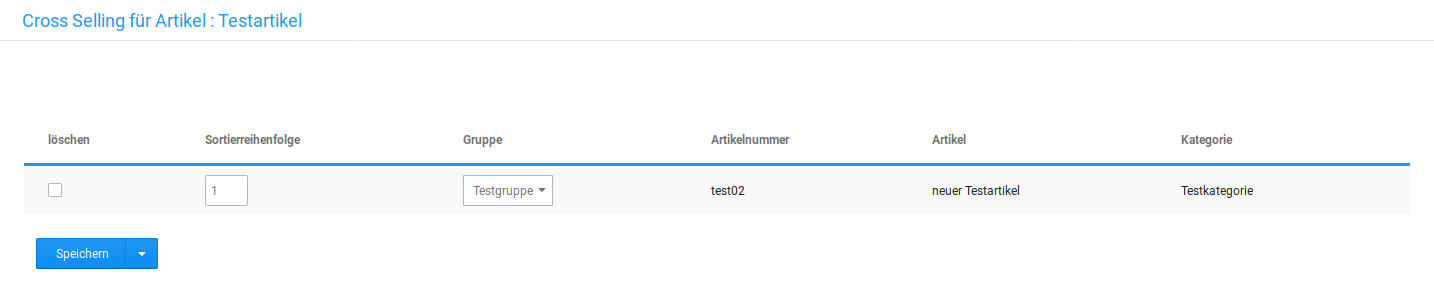 Cross Selling für Artikel : Testartikel
löschen Sortierreihenfolge Gruppe Artikelnummer Artikel Kategorie
1 Testgruppe test02 neuer Testartikel Testkategorie
Speichern